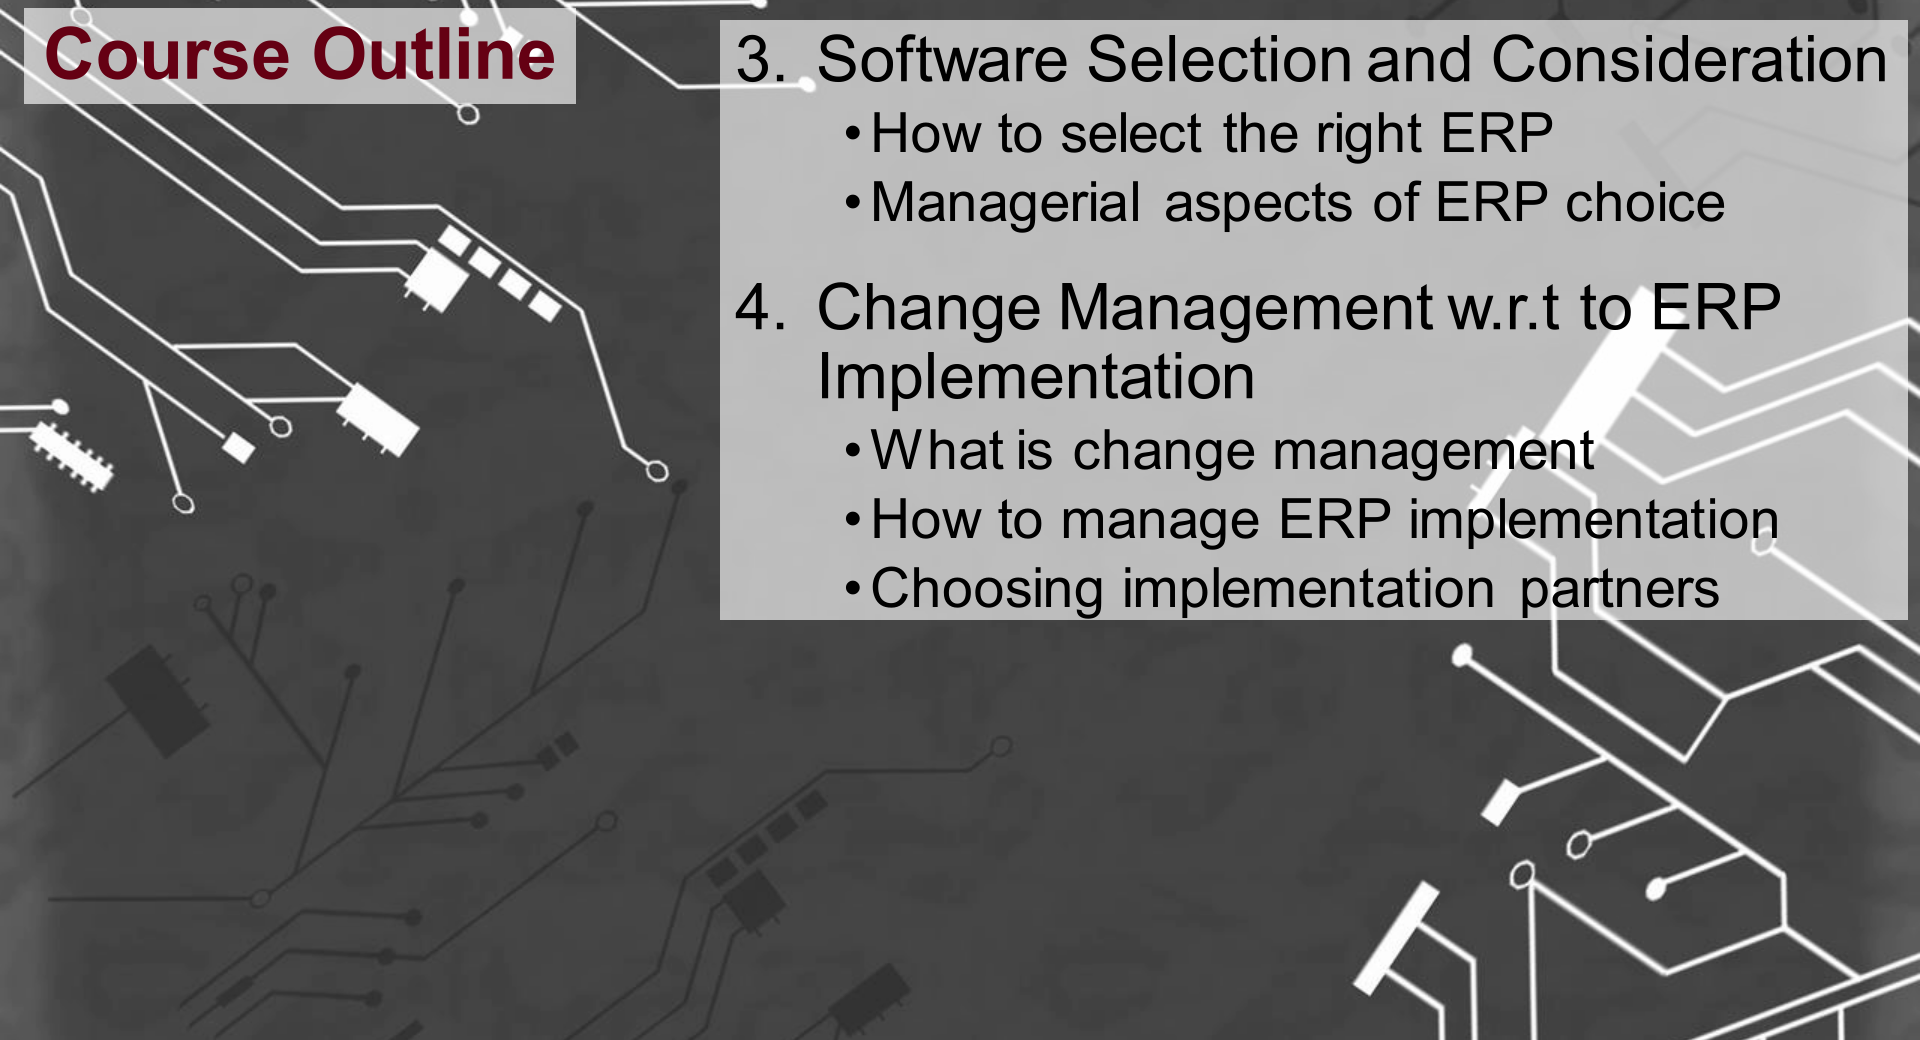 Course Outline
3. Software Selection and Consideration
• How to select the right ERP
• Managerial aspects of ERP choice
4. Change Management w.r.t to ERP
Implementation
• What is change management
• How to manage ERP implementation
• Choosing implementation partners